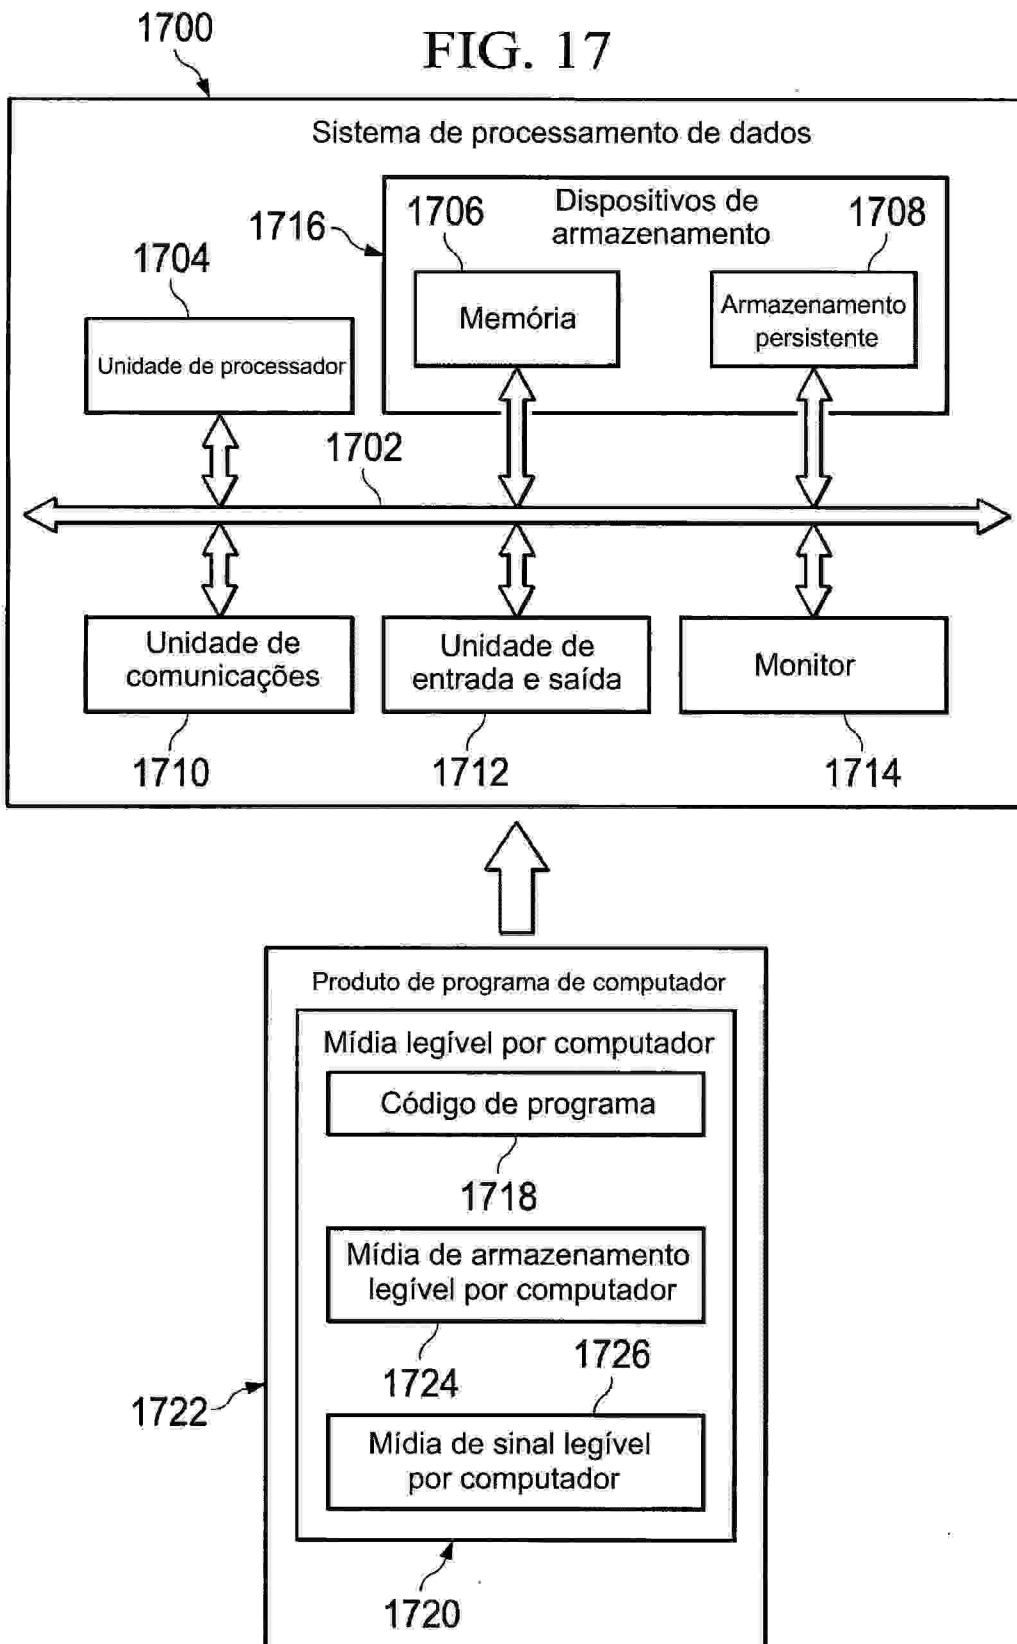 1700
FIG. 17
Sistema de processamento de dados
1716
1706
Dispositivos de
armazenamento
1708
1704
Memória
Armazenamento
persistente
Unidade de processador
1702
Unidade de
comunicações
Unidade de
entrada e saída
Monitor
1710
1712
1714
Produto de programa de computador
Mídia legível por computador
Código de programa
1718
Mídia de armazenamento
legível por computador
1724
1726
1722
Mídia de sinal legível
por computador
1720